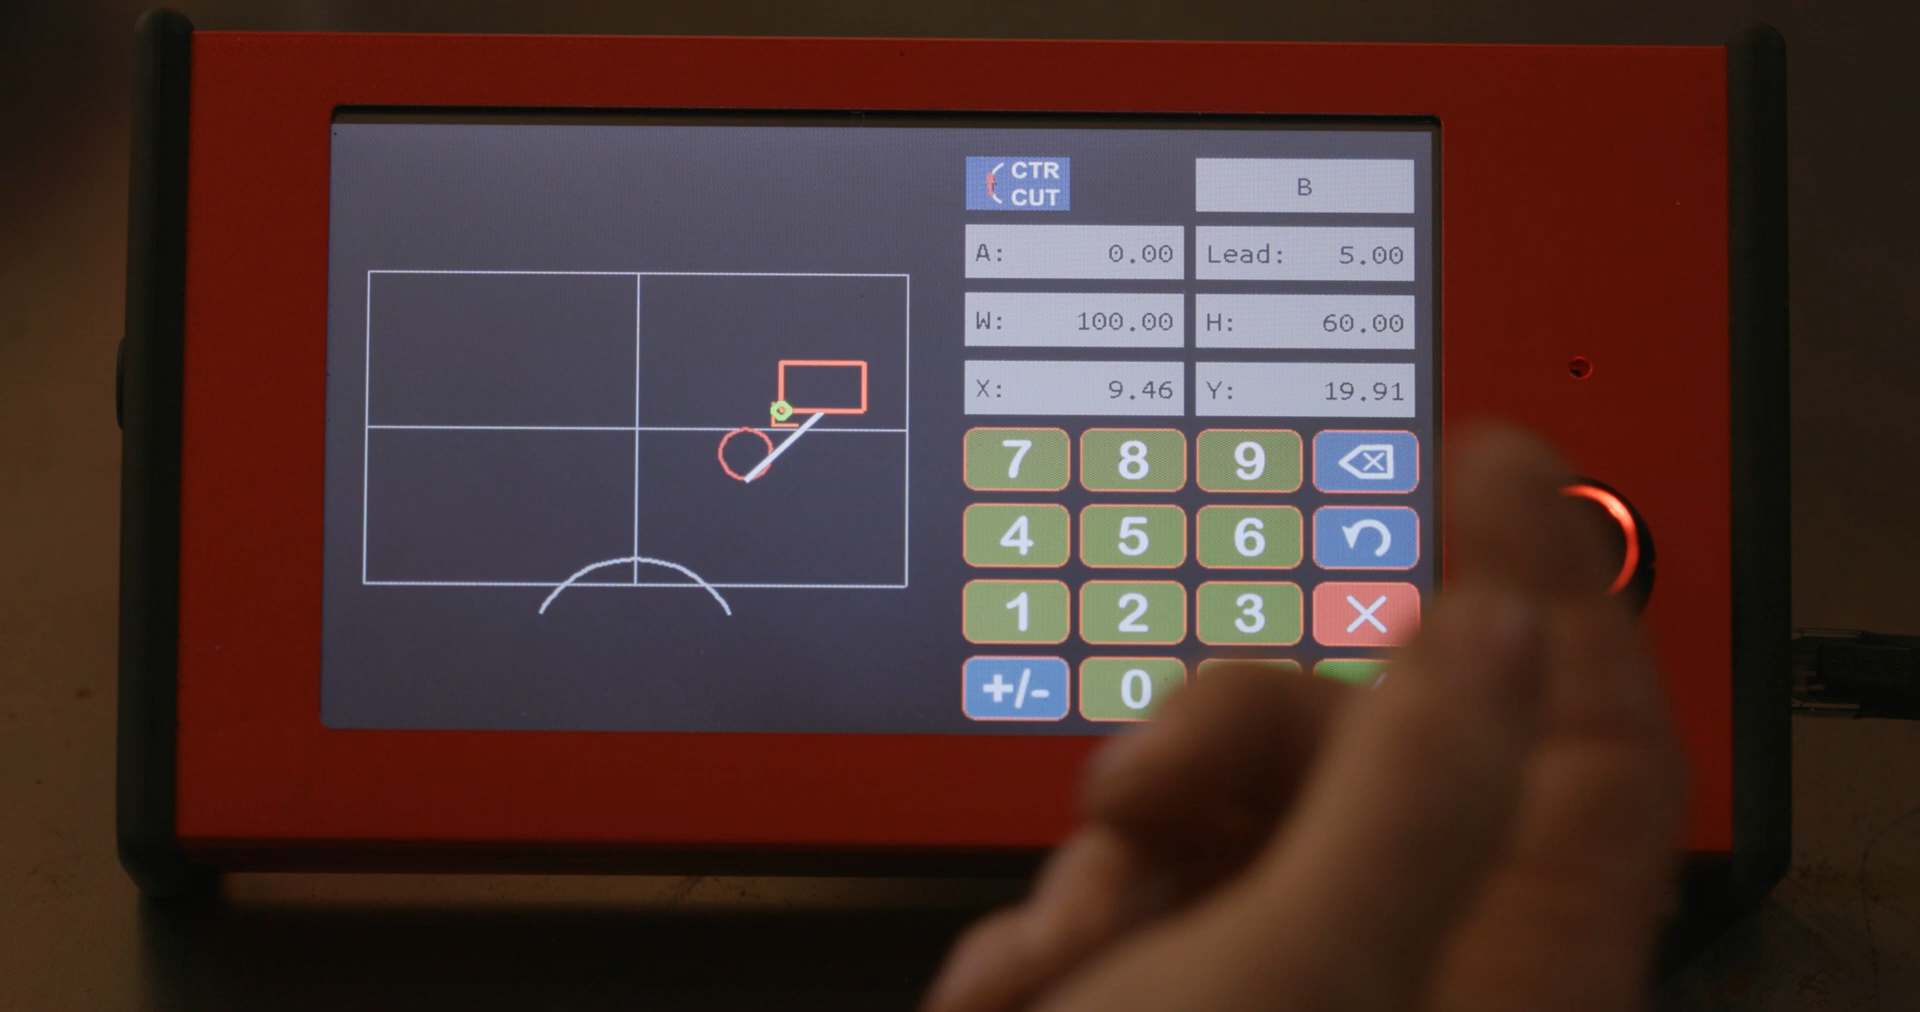 CTR
CUT
B
A: 0.00
Lead: 5.00
W: 100.00
H: 60.00
X: 9.46
Y: 19.91
7 8 9
4 5 6
1 2 3
+/- 0